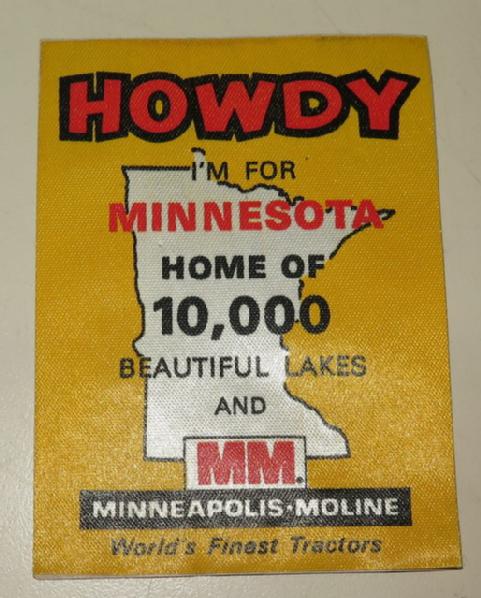 HOWDY
I'M FOR
MINNESOTA
HOME OF
10,000
BEAUTIFUL LAKES
AND
MM.
MINNEAPOLIS-MOLINE
World's Finest Tractors